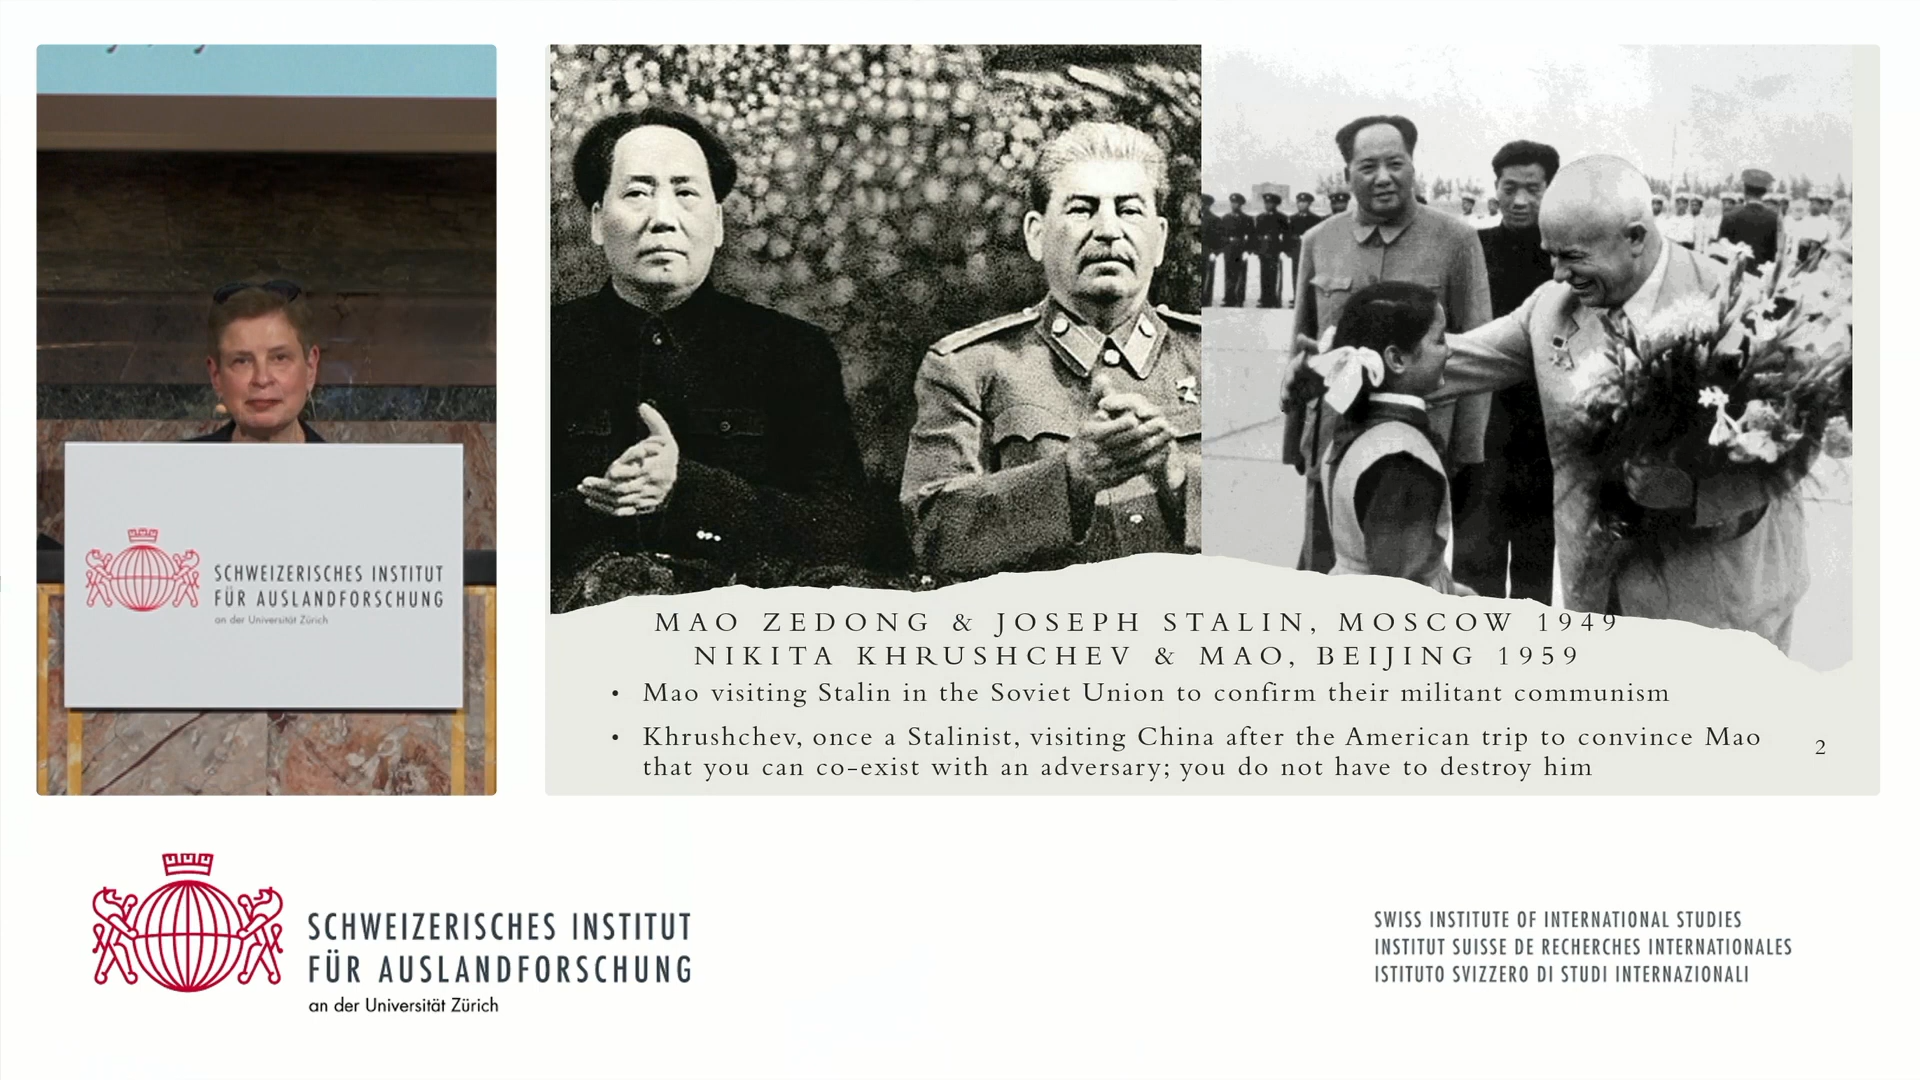 SCHWEIZERISCHES INSTITUT
FÜR AUSLANDFORSCHUNG
an der Universität Zürich
MAO ZEDONG & JOSEPH STALIN, MOSCOW 1949
NIKITA KHRUSHCHEV & MAO, BEIJING 1959
• Mao visiting Stalin in the Soviet Union to confirm their militant communism
• Khrushchev, once a Stalinist, visiting China after the American trip to convince Mao
that you can co-exist with an adversary; you do not have to destroy him
2
SCHWEIZERISCHES INSTITUT
FÜR AUSLANDFORSCHUNG
an der Universität Zürich
SWISS INSTITUTE OF INTERNATIONAL STUDIES
INSTITUT SUISSE DE RECHERCHES INTERNATIONALES
ISTITUTO SVIZZERO DI STUDI INTERNAZIONALI